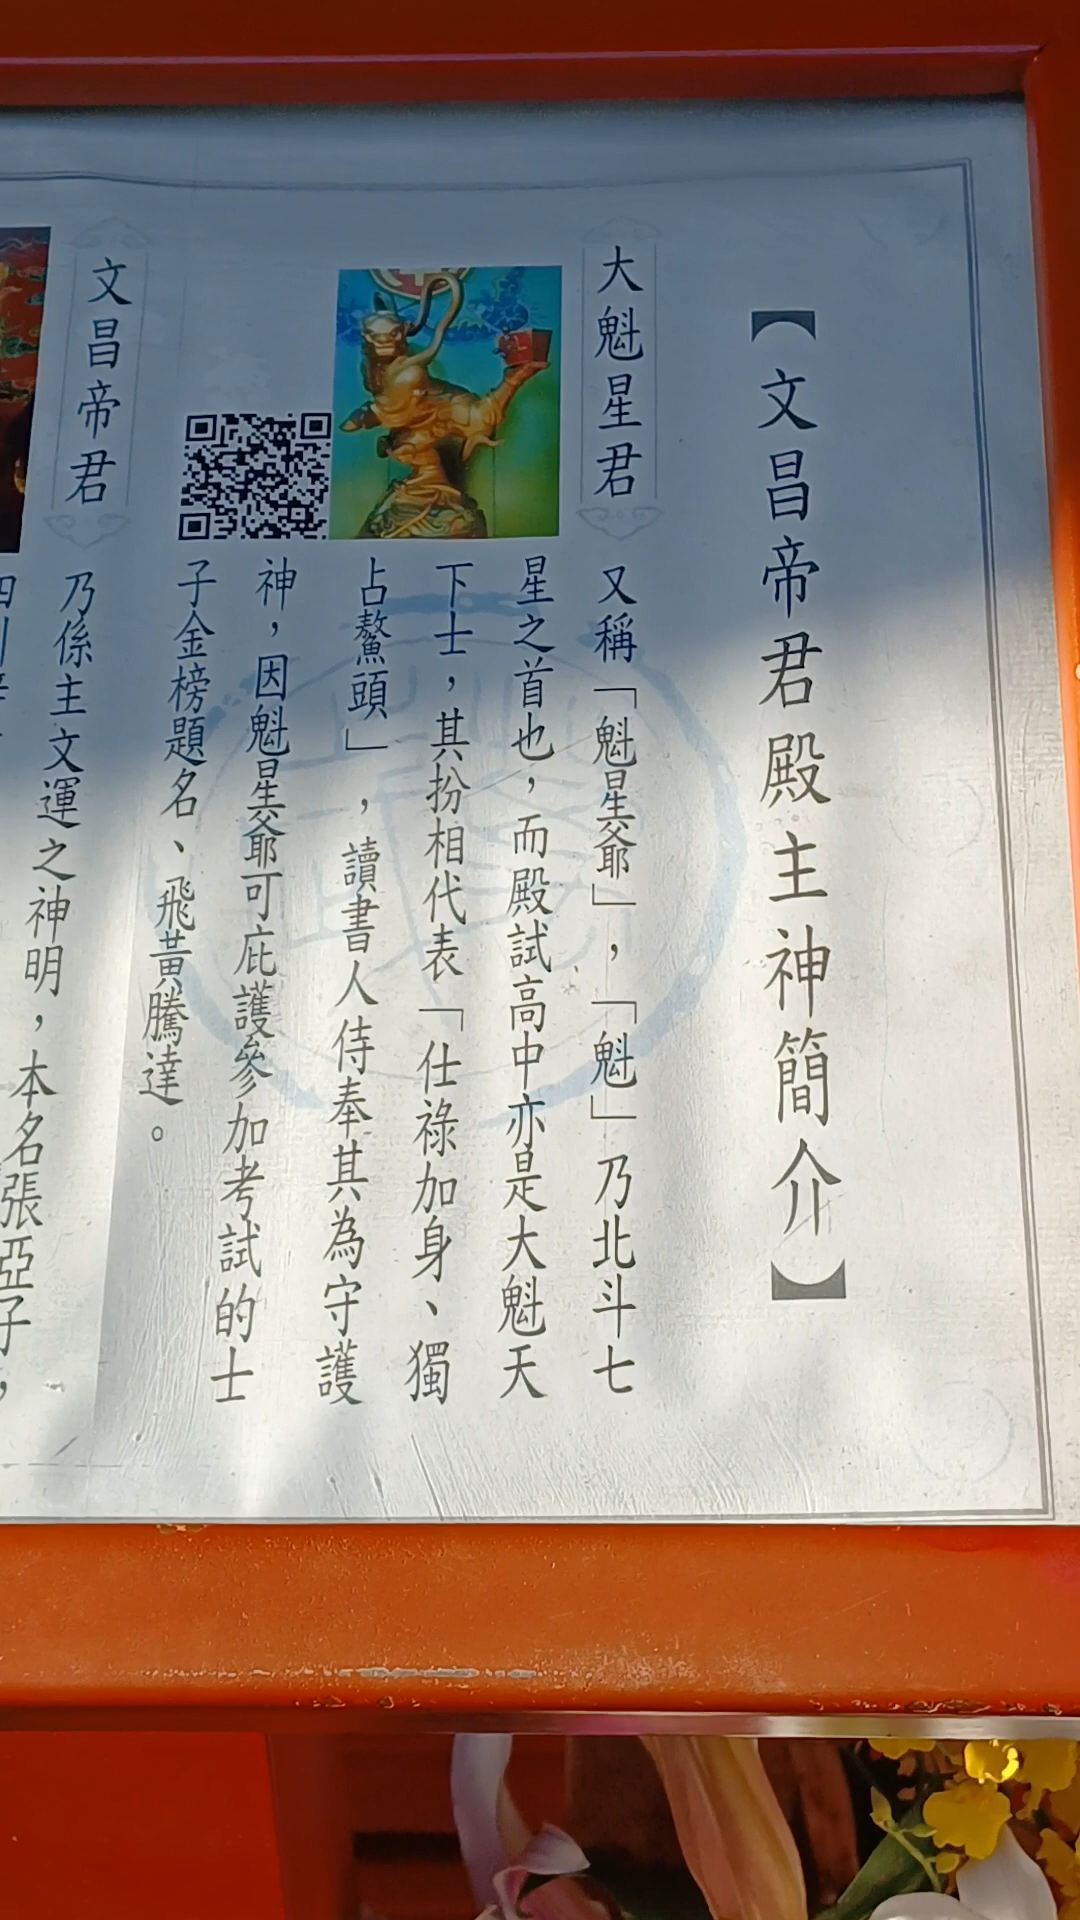 【文昌帝君殿主神簡介】
大魁星君
又稱「魁星爺」，「魁」乃北斗七
星之首也，而殿試高中亦是大魁天
下士，其扮相代表「仕祿加身、獨
占鰲頭」，讀書人侍奉其為守護
神，因魁星爺可庇護參加考試的士
子金榜題名、飛黃騰達。
文昌帝君
乃係主文運之神明，本名張亞子，
四川梓